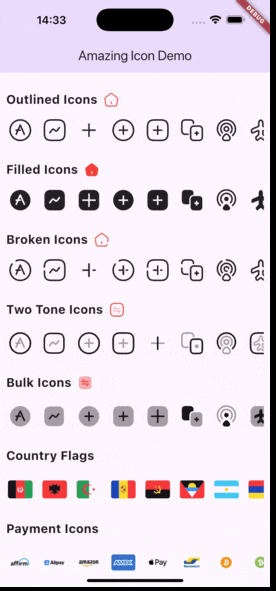 14:33
DEBUG
Amazing Icon Demo
Outlined Icons
Filled Icons
Broken Icons
Two Tone Icons
Bulk Icons
Country Flags
Payment Icons
affirm Alipay amazon AMEX Pay